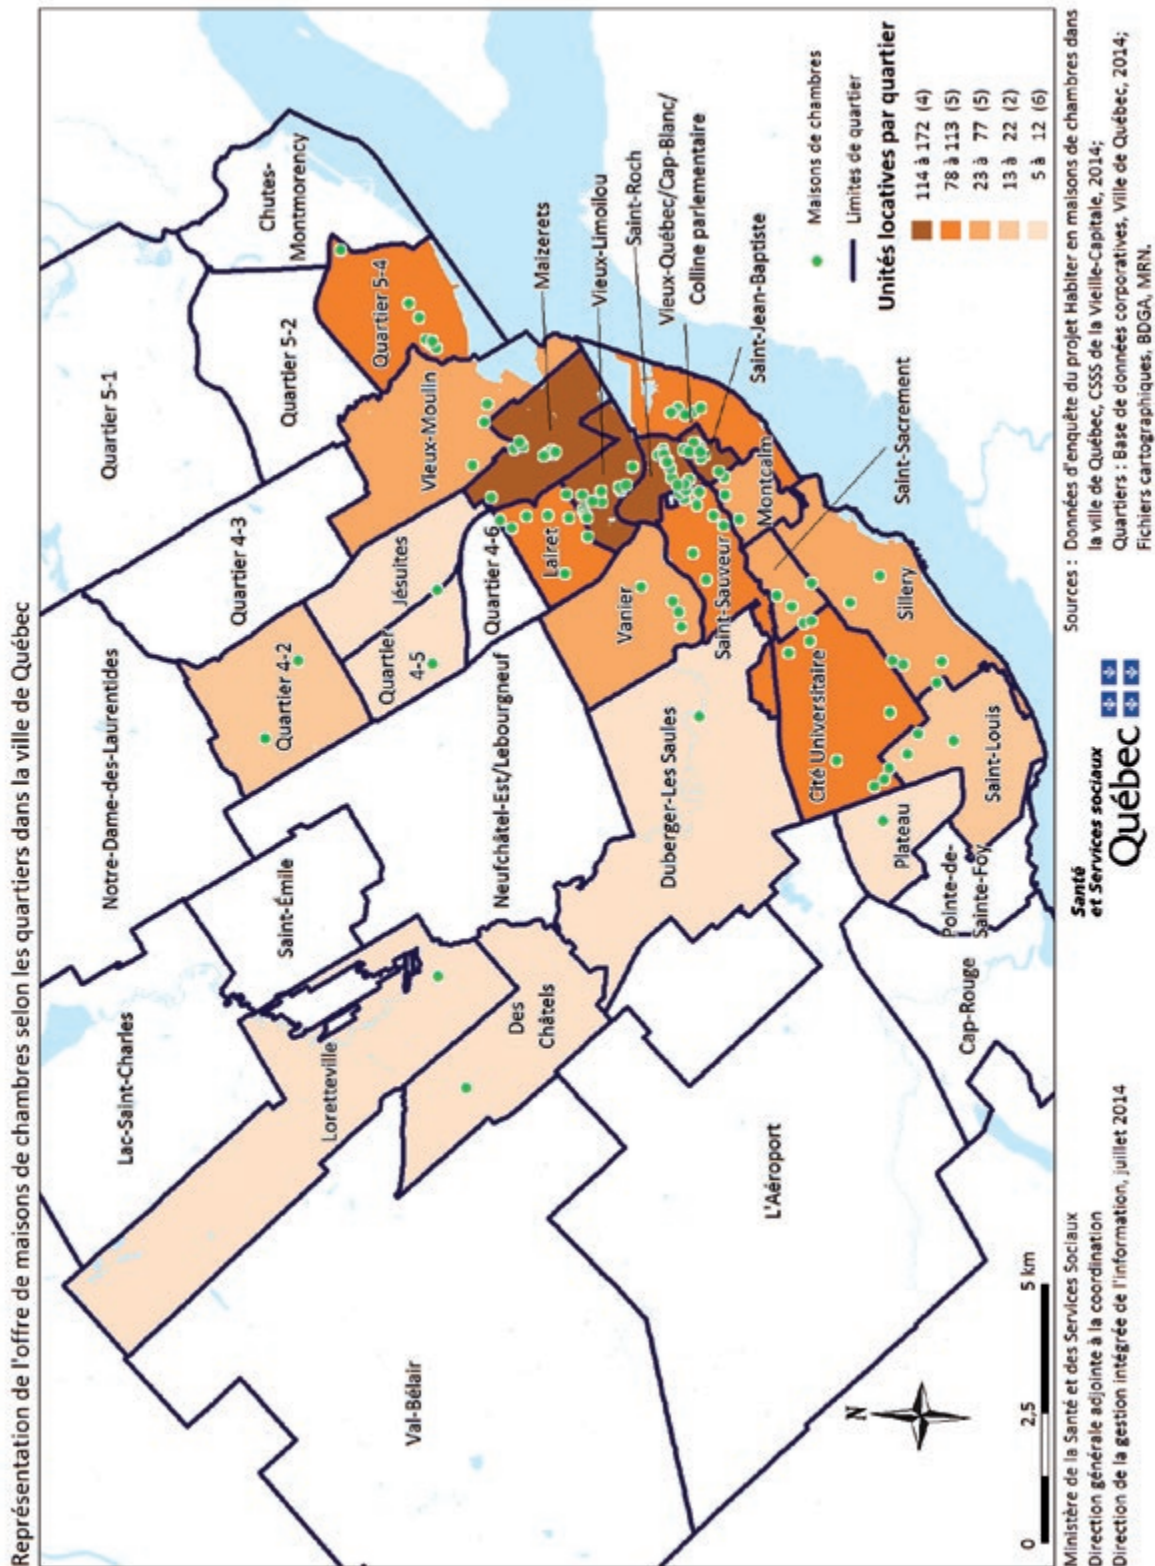 Représentation de l'offre de maisons de chambres selon les quartiers dans la ville de Québec
Lac-Saint-Charles
Notre-Dame-des-Laurentides
Quartier 5-1
Chutes-
Montmorency
Quartier 5-2
Quartier 4-3
Quartier 5-4
Saint-Émile
Quartier 4-2
Loretteville
Val-Bélair
Jésuites
Quartier
4-5
Vieux-Moulin
Quartier 4-6
Neufchâtel-Est/Lebourgneuf
Des
Châtels
Lairet
Maizerets
Vieux-Limoilou
Saint-Roch
Vieux-Québec/Cap-Blanc/
Colline parlementaire
Saint-Jean-Baptiste
Vanier
Duberger-Les Saules
Saint-Sauveur
Montcalm
Saint-Sacrement
L'Aéroport
Cité Universitaire
Sillery
Plateau
Saint-Louis
Pointe-de-
Sainte-Foy
Cap-Rouge
Maisons de chambres
Limites de quartier
Unités locatives par quartier
114 à 172 (4)
78 à 113 (5)
23 à 77 (5)
13 à 22 (2)
5 à 12 (6)
N
0 2,5 5 km
Ministère de la Santé et des Services Sociaux
Direction générale adjointe à la coordination
Direction de la gestion intégrée de l'information, juillet 2014
Santé
et Services sociaux
Québec
Sources : Données d'enquête du projet Habiter en maisons de chambres dans
la ville de Québec, CSSS de la Vieille-Capitale, 2014;
Quartiers : Base de données corporatives, Ville de Québec, 2014;
Fichiers cartographiques, BDGA, MRN.